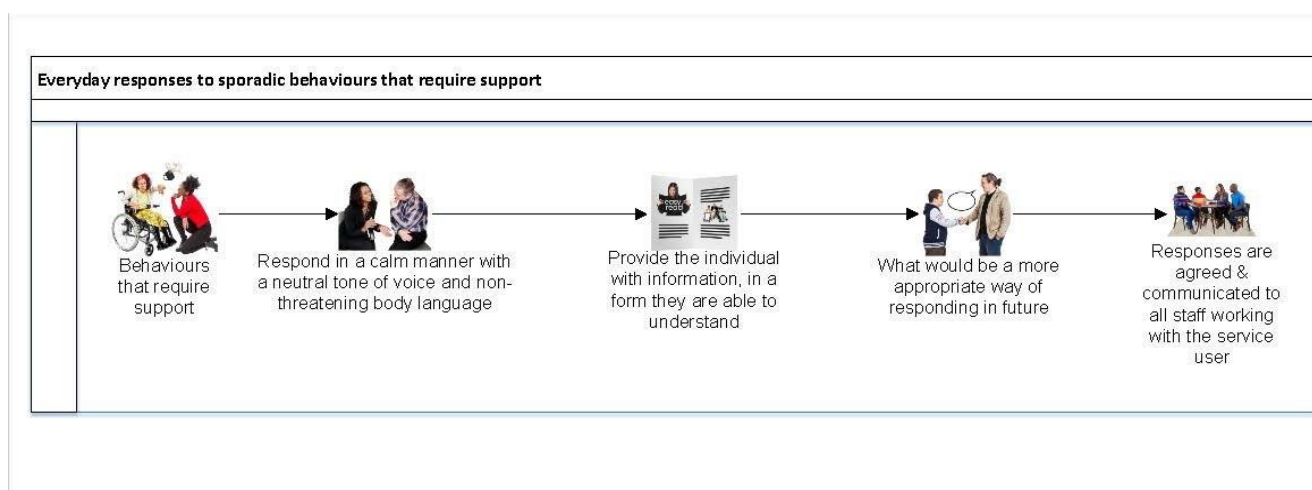 Everyday responses to sporadic behaviours that require support
Behaviours
that require
support
Respond in a calm manner with
a neutral tone of voice and non-
threatening body language
easy
read
Provide the individual
with information, in a
form they are able to
understand
What would be a more
appropriate way of
responding in future
Responses are
agreed &
communicated to
all staff working
with the service
user